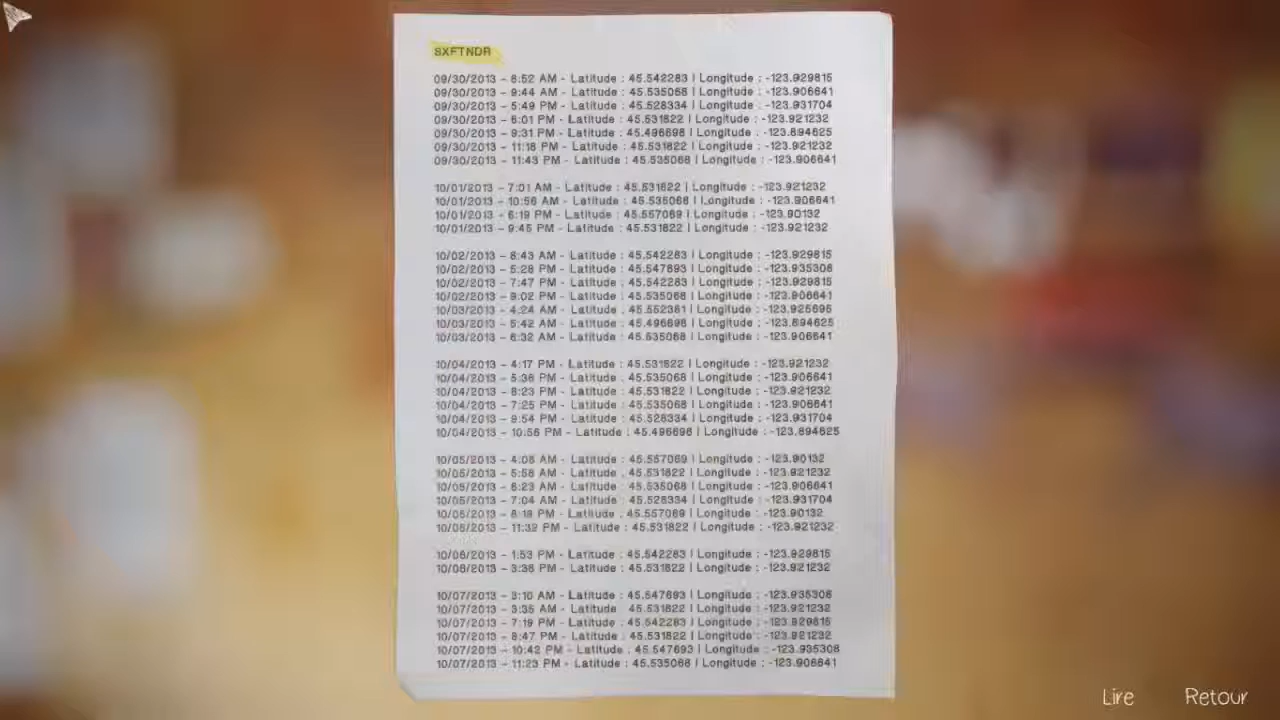 SXFTNDR
09/30/2013 - 8:52 AM - Latitude : 45.542283 | Longitude : -123.929815
09/30/2013 - 9:44 AM - Latitude : 45.535068 | Longitude : -123.906641
09/30/2013 - 5:49 PM - Latitude : 45.528334 | Longitude : -123.931704
09/30/2013 - 6:01 PM - Latitude : 45.531822 | Longitude : -123.921232
09/30/2013 - 9:31 PM - Latitude : 45.496698 | Longitude : -123.894625
09/30/2013 - 11:18 PM - Latitude : 45.531822 | Longitude : -123.921232
09/30/2013 - 11:43 PM - Latitude : 45.535068 | Longitude : -123.906641
10/01/2013 - 7:01 AM - Latitude : 45.531822 | Longitude : -123.921232
10/01/2013 - 10:56 AM - Latitude : 45.535068 | Longitude : -123.906641
10/01/2013 - 6:19 PM - Latitude : 45.557069 | Longitude : -123.90132
10/01/2013 - 9:45 PM - Latitude : 45.531822 | Longitude : -123.921232
10/02/2013 - 8:43 AM - Latitude : 45.542283 | Longitude : -123.929815
10/02/2013 - 5:28 PM - Latitude : 45.547693 | Longitude : -123.935308
10/02/2013 - 7:47 PM - Latitude : 45.542283 | Longitude : -123.929815
10/02/2013 - 9:02 PM - Latitude : 45.535068 | Longitude : -123.906641
10/03/2013 - 4:24 AM - Latitude : 45.552361 | Longitude : -123.925695
10/03/2013 - 5:42 AM - Latitude : 45.496698 | Longitude : -123.894625
10/03/2013 - 6:32 AM - Latitude : 45.535068 | Longitude : -123.906641
10/04/2013 - 4:17 PM - Latitude : 45.531822 | Longitude : -123.921232
10/04/2013 - 5:36 PM - Latitude : 45.535068 | Longitude : -123.906641
10/04/2013 - 6:23 PM - Latitude : 45.531822 | Longitude : -123.921232
10/04/2013 - 7:25 PM - Latitude : 45.535068 | Longitude : -123.906641
10/04/2013 - 9:54 PM - Latitude : 45.528334 | Longitude : -123.931704
10/04/2013 - 10:56 PM - Latitude : 45.496698 | Longitude : -123.894625
10/05/2013 - 4:08 AM - Latitude : 45.557069 | Longitude : -123.90132
10/05/2013 - 5:58 AM - Latitude : 45.531822 | Longitude : -123.921232
10/05/2013 - 6:23 AM - Latitude : 45.535068 | Longitude : -123.906641
10/05/2013 - 7:04 AM - Latitude : 45.528334 | Longitude : -123.931704
10/05/2013 - 8:18 PM - Latitude : 45.557069 | Longitude : -123.90132
10/05/2013 - 11:32 PM - Latitude : 45.531822 | Longitude : -123.921232
10/06/2013 - 1:53 PM - Latitude : 45.542283 | Longitude : -123.929815
10/06/2013 - 3:38 PM - Latitude : 45.531822 | Longitude : -123.921232
10/07/2013 - 3:10 AM - Latitude : 45.547693 | Longitude : -123.935308
10/07/2013 - 3:35 AM - Latitude 45.531822 | Longitude : -123.921232
10/07/2013 - 7:19 PM - Latitude : 45.542283 | Longitude : -123.929815
10/07/2013 - 8:47 PM - Latitude : 45.531822 | Longitude : -123.921232
10/07/2013 - 10:42 PM - Latitude : 45.547693 | Longitude : -123.935308
10/07/2013 - 11:23 PM - Latitude : 45.535068 | Longitude : -123.906641
Lire Retour